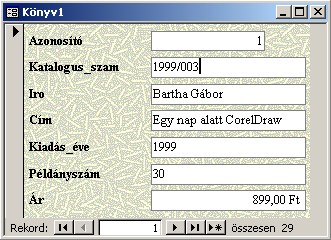 Könyv1
Azonosító 1
Katalogus_szam 1999/003
Iro Bartha Gábor
Cím Egy nap alatt CorelDraw
Kiadás_éve 1999
Példányszám 30
Ár 899,00 Ft
Rekord: 1 összesen 29